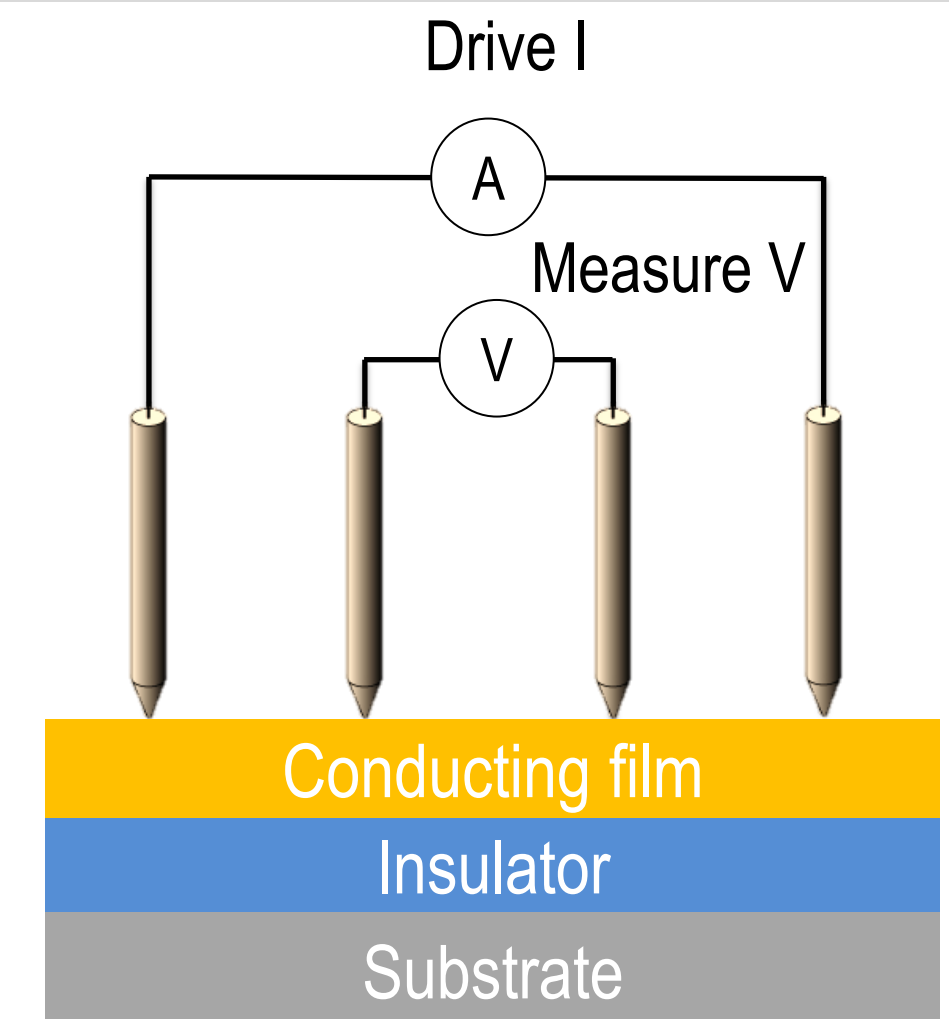 Drive I
A
Measure V
V
Conducting film
Insulator
Substrate